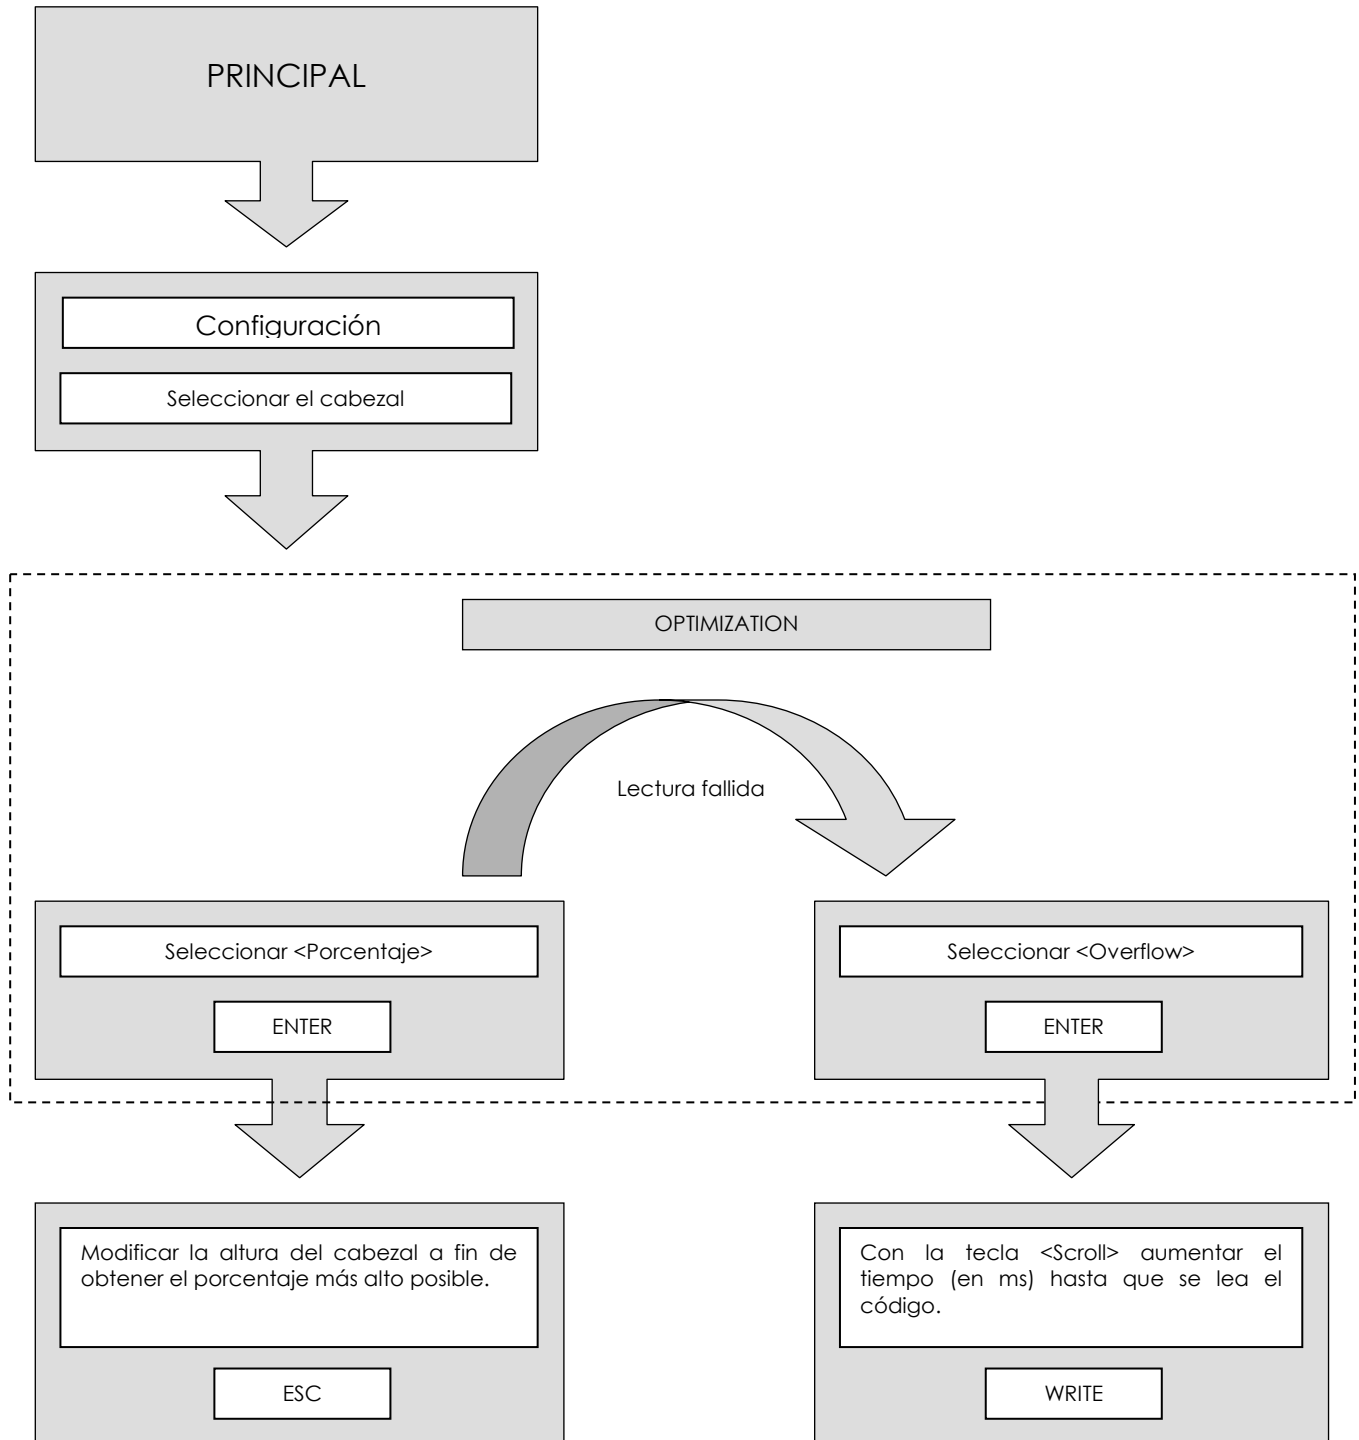 PRINCIPAL
Configuración
Seleccionar el cabezal
OPTIMIZATION
Lectura fallida
Seleccionar <Porcentaje>
ENTER
Seleccionar <Overflow>
ENTER
Modificar la altura del cabezal a fin de
obtener el porcentaje más alto posible.
ESC
Con la tecla <Scroll> aumentar el
tiempo (en ms) hasta que se lea el
código.
WRITE